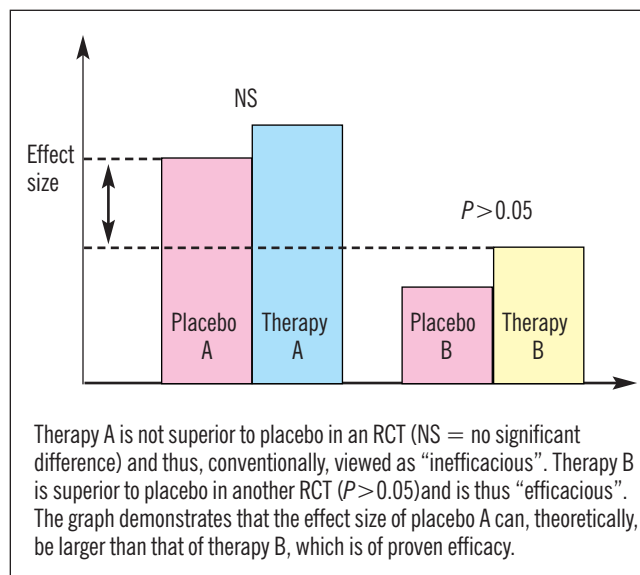 NS
Effect
size
P>0.05
Placebo
A
Therapy
A
Placebo
B
Therapy
B
Therapy A is not superior to placebo in an RCT (NS = no significant
difference) and thus, conventionally, viewed as “inefficacious”. Therapy B
is superior to placebo in another RCT (P>0.05)and is thus “efficacious”.
The graph demonstrates that the effect size of placebo A can, theoretically,
be larger than that of therapy B, which is of proven efficacy.